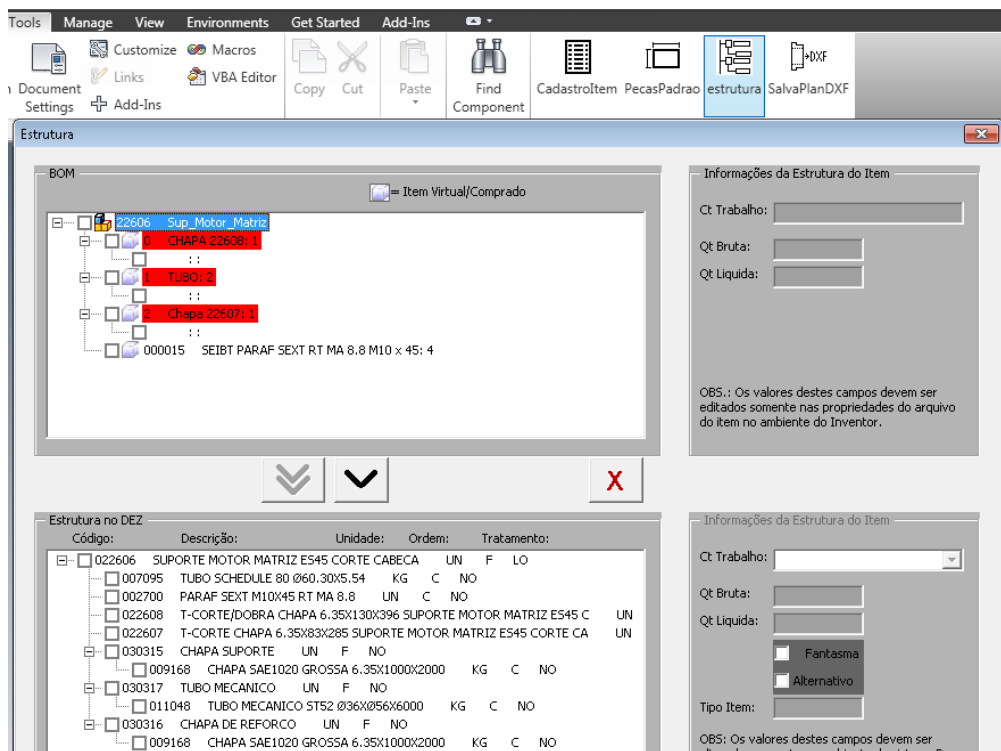 Tools Manage View Environments Get Started Add-Ins
Customize Macros
Links VBA Editor
Document Settings Add-Ins
Copy Cut Paste Find Component CadastroItem PecasPadrao estrutura SalvaPlanDXF
DXF
Estrutura
BOM
= Item Virtual/Comprado
22606 Sup_Motor_Matriz
0 CHAPA 22608: 1
: :
1 TUBO: 2
: :
2 Chapa 22607: 1
: :
000015 SEIBT PARAF SEXT RT MA 8.8 M10 x 45: 4
Informações da Estrutura do Item
Ct Trabalho:
Qt Bruta:
Qt Liquida:
OBS.: Os valores destes campos devem ser
editados somente nas propriedades do arquivo
do item no ambiente do Inventor.
X
Estrutura no DEZ
Código: Descrição: Unidade: Ordem: Tratamento:
022606 SUPORTE MOTOR MATRIZ ES45 CORTE CABECA UN F LO
007095 TUBO SCHEDULE 80 Ø60.30X5.54 KG C NO
002700 PARAF SEXT M10X45 RT MA 8.8 UN C NO
022608 T-CORTE/DOBRA CHAPA 6.35X130X396 SUPORTE MOTOR MATRIZ ES45 C UN
022607 T-CORTE CHAPA 6.35X83X285 SUPORTE MOTOR MATRIZ ES45 CORTE CA UN
030315 CHAPA SUPORTE UN F NO
009168 CHAPA SAE1020 GROSSA 6.35X1000X2000 KG C NO
030317 TUBO MECANICO UN F NO
011048 TUBO MECANICO ST52 Ø36XØ56X6000 KG C NO
030316 CHAPA DE REFORCO UN F NO
009168 CHAPA SAE1020 GROSSA 6.35X1000X2000 KG C NO
Informações da Estrutura do Item
Ct Trabalho:
Qt Bruta:
Qt Liquida:
Fantasma
Alternativo
Tipo Item:
OBS: Os valores destes campos devem ser